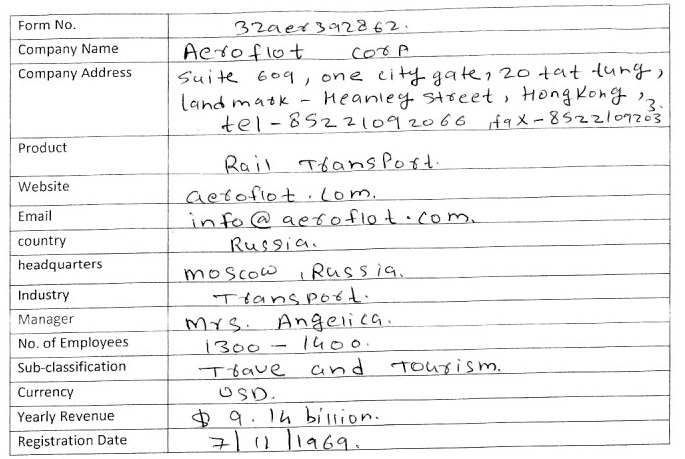 Form No. 32aer392862.
Company Name Aeroflot corp
Company Address Suite 609, one city gate, 20 tat tung,
landmark - Heanley street, HongKong,
tel - 85221092066, fax - 85221092033.
Product Rail Transport.
Website aeroflot.com.
Email info@aeroflot.com.
country Russia.
headquarters moscow, Russia.
Industry Transport.
Manager Mrs. Angelica.
No. of Employees 1300 - 1400.
Sub-classification Trave and Tourism.
Currency USD.
Yearly Revenue $ 9.14 billion.
Registration Date 7/11/1969.